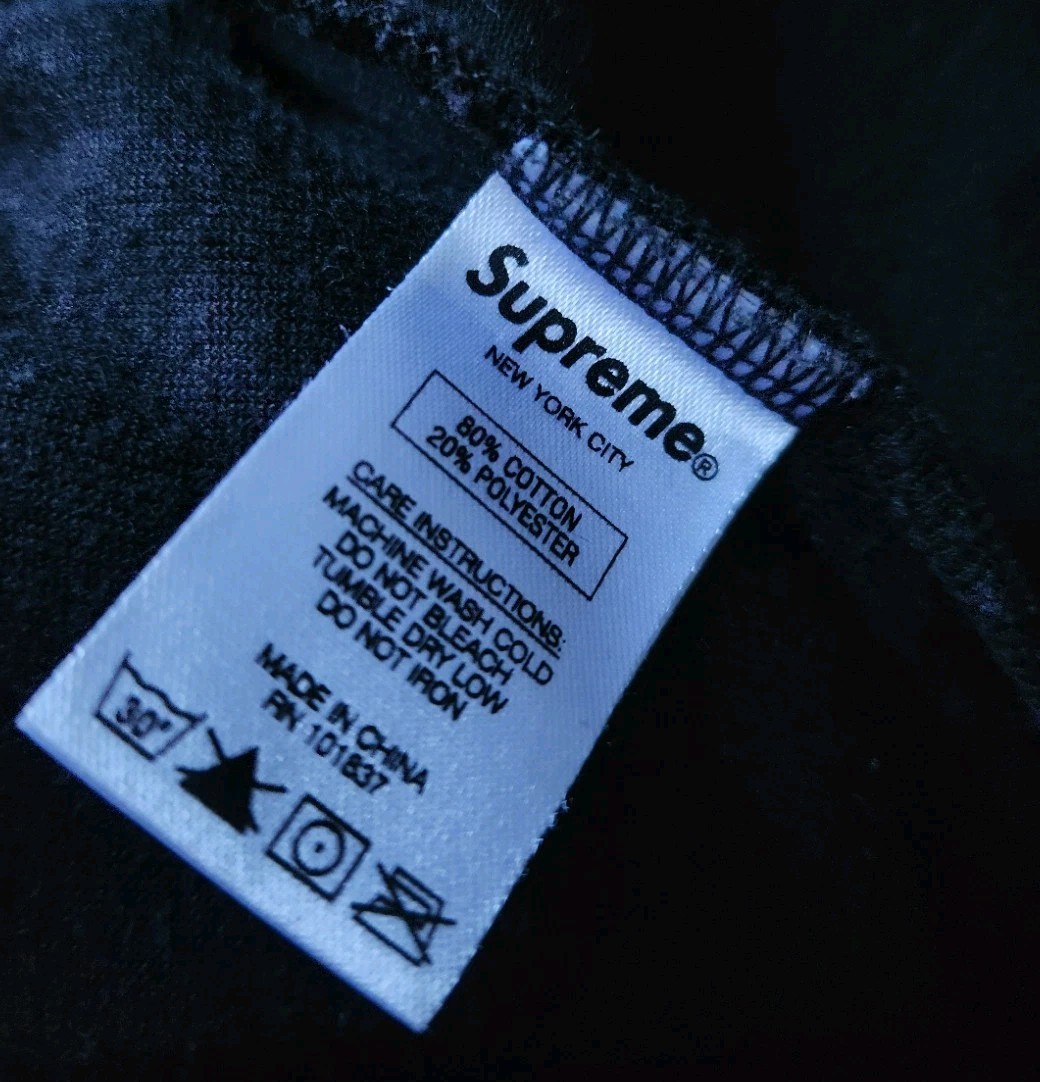 Supreme®
NEW YORK CITY
80% COTTON
20% POLYESTER
CARE INSTRUCTIONS:
MACHINE WASH COLD
DO NOT BLEACH
TUMBLE DRY LOW
DO NOT IRON
MADE IN CHINA
RN 101837
30°